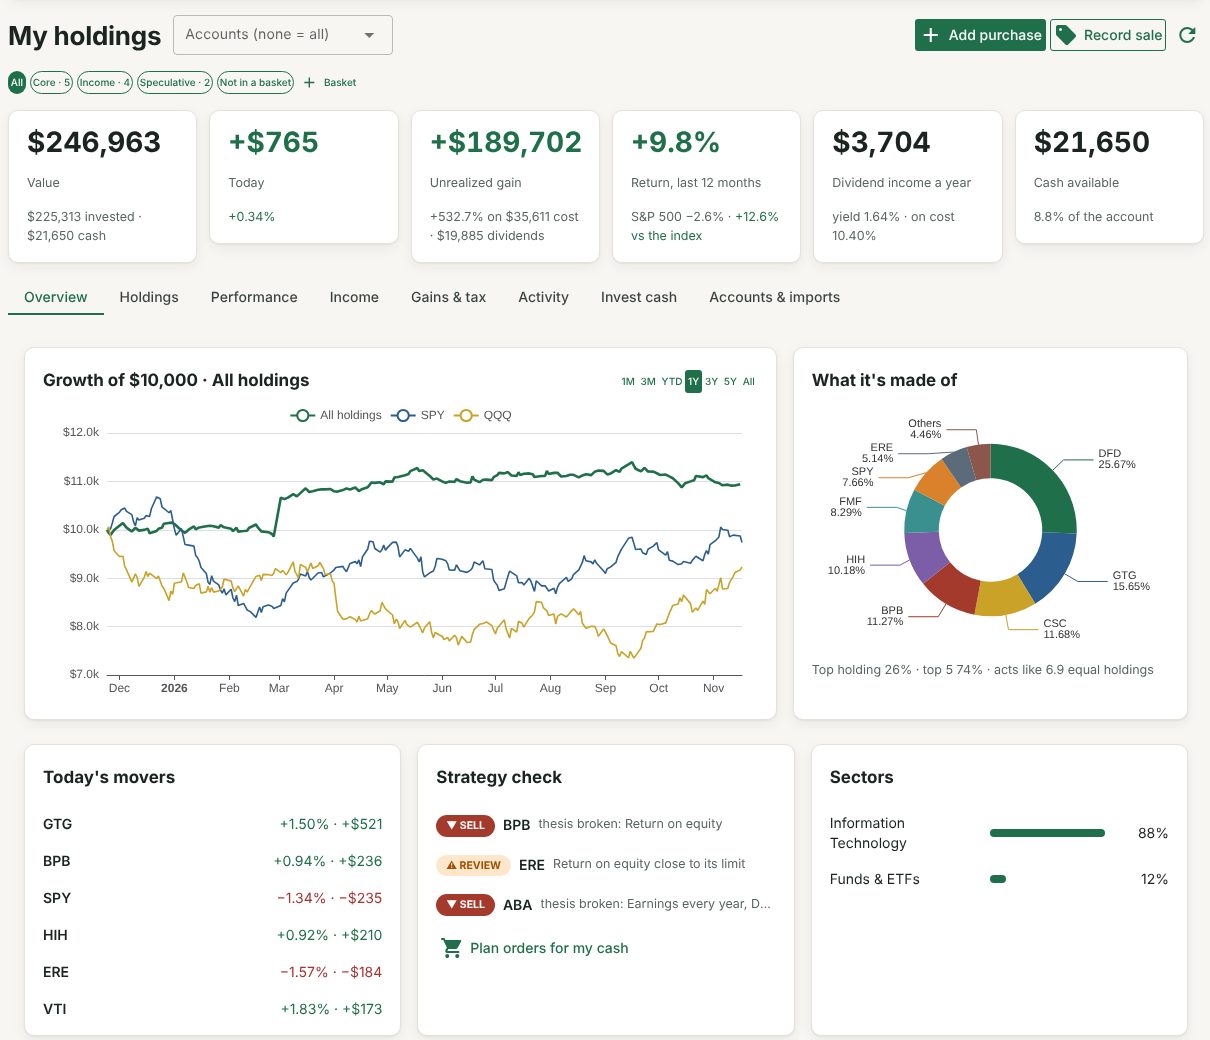 My holdings
Accounts (none = all)
Add purchase
Record sale
All
Core · 5
Income · 4
Speculative · 2
Not in a basket
Basket
$246,963
Value
$225,313 invested ·
$21,650 cash
+$765
Today
+0.34%
+$189,702
Unrealized gain
+532.7% on $35,611 cost
· $19,885 dividends
+9.8%
Return, last 12 months
S&P 500 −2.6% · +12.6%
vs the index
$3,704
Dividend income a year
yield 1.64% · on cost
10.40%
$21,650
Cash available
8.8% of the account
Overview
Holdings
Performance
Income
Gains & tax
Activity
Invest cash
Accounts & imports
Growth of $10,000 · All holdings
1M 3M YTD 1Y 3Y 5Y All
All holdings
SPY
QQQ
$12.0k
$11.0k
$10.0k
$9.0k
$8.0k
$7.0k
Dec 2026 Feb Mar Apr May Jun Jul Aug Sep Oct Nov
What it's made of
Others
4.46%
ERE
5.14%
SPY
7.66%
FMF
8.29%
HIH
10.18%
BPB
11.27%
CSC
11.68%
GTG
15.65%
DFD
25.67%
Top holding 26% · top 5 74% · acts like 6.9 equal holdings
Today's movers
GTG +1.50% · +$521
BPB +0.94% · +$236
SPY −1.34% · −$235
HIH +0.92% · +$210
ERE −1.57% · −$184
VTI +1.83% · +$173
Strategy check
▼ SELL BPB thesis broken: Return on equity
REVIEW ERE Return on equity close to its limit
▼ SELL ABA thesis broken: Earnings every year, D...
Plan orders for my cash
Sectors
Information
Technology
88%
Funds & ETFs 12%